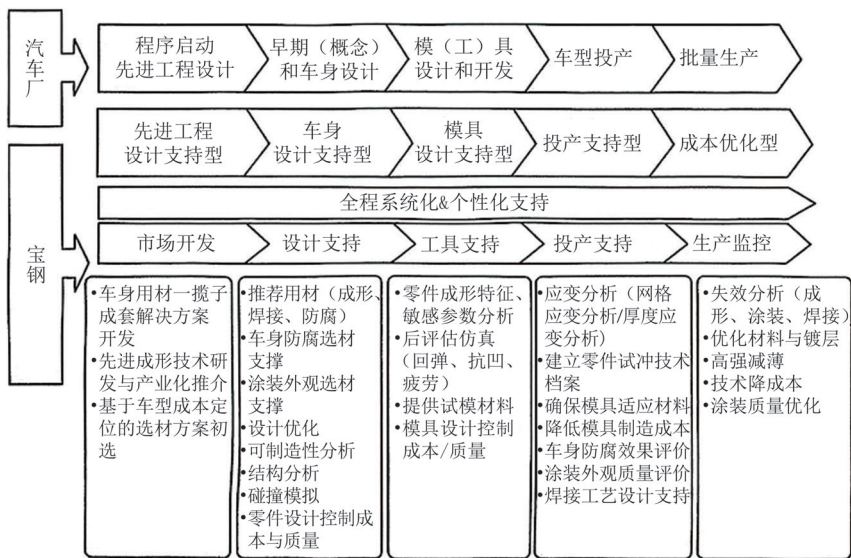 汽车厂
程序启动
先进工程设计
早期（概念）
和车身设计
模（工）具
设计和开发
车型投产
批量生产
宝钢
先进工程
设计支持型
车身
设计支持型
模具
设计支持型
投产支持型
成本优化型
全程系统化&个性化支持
市场开发
设计支持
工具支持
投产支持
生产监控
•车身用材一揽子
成套解决方案
开发
•先进成形技术研
发与产业化推介
•基于车型成本定
位的选材方案初
选
•推荐用材（成形、
焊接、防腐）
•车身防腐选材
支撑
•涂装外观选材
支撑
•设计优化
•可制造性分析
•结构分析
•碰撞模拟
•零件设计控制成
本与质量
•零件成形特征、
敏感参数分析
•后评估仿真
（回弹、抗凹、
疲劳）
•提供试模材料
•模具设计控制
成本/质量
•应变分析（网格
应变分析/厚度应
变分析）
•建立零件试冲技术
档案
•确保模具适应材料
•降低模具制造成本
•车身防腐效果评价
•涂装外观质量评价
•焊接工艺设计支持
•失效分析（成
形、涂装、焊接）
•优化材料与镀层
•高强减薄
•技术降成本
•涂装质量优化